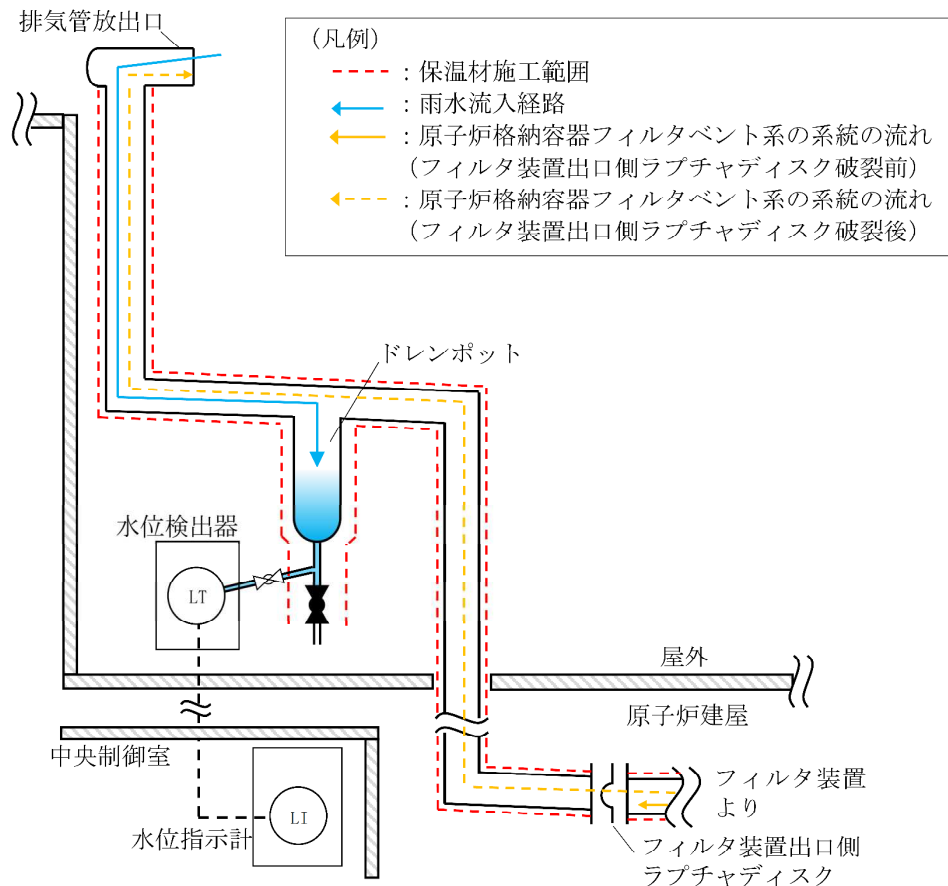 排気管放出口
(凡例)
:保温材施工範囲
:雨水流入経路
:原子炉格納容器フィルタベント系の系統の流れ
(フィルタ装置出口側ラプチャディスク破裂前)
:原子炉格納容器フィルタベント系の系統の流れ
(フィルタ装置出口側ラプチャディスク破裂後)
ドレンポット
水位検出器
LT
屋外
原子炉建屋
中央制御室
水位指示計
LI
フィルタ装置
より
フィルタ装置出口側
ラプチャディスク